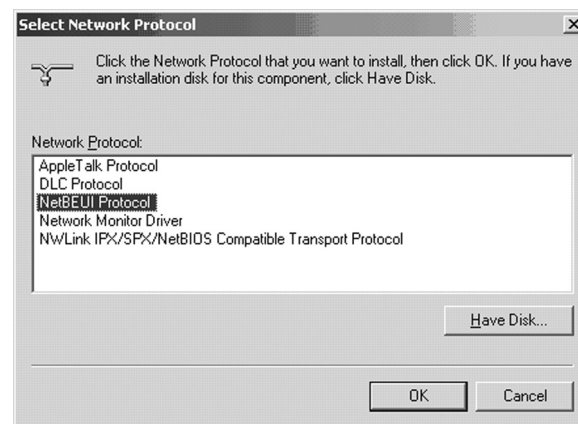 Select Network Protocol
Click the Network Protocol that you want to install, then click OK. If you have
an installation disk for this component, click Have Disk.
Network Protocol:
AppleTalk Protocol
DLC Protocol
NetBEUI Protocol
Network Monitor Driver
NWLink IPX/SPX/NetBIOS Compatible Transport Protocol
Have Disk...
OK
Cancel